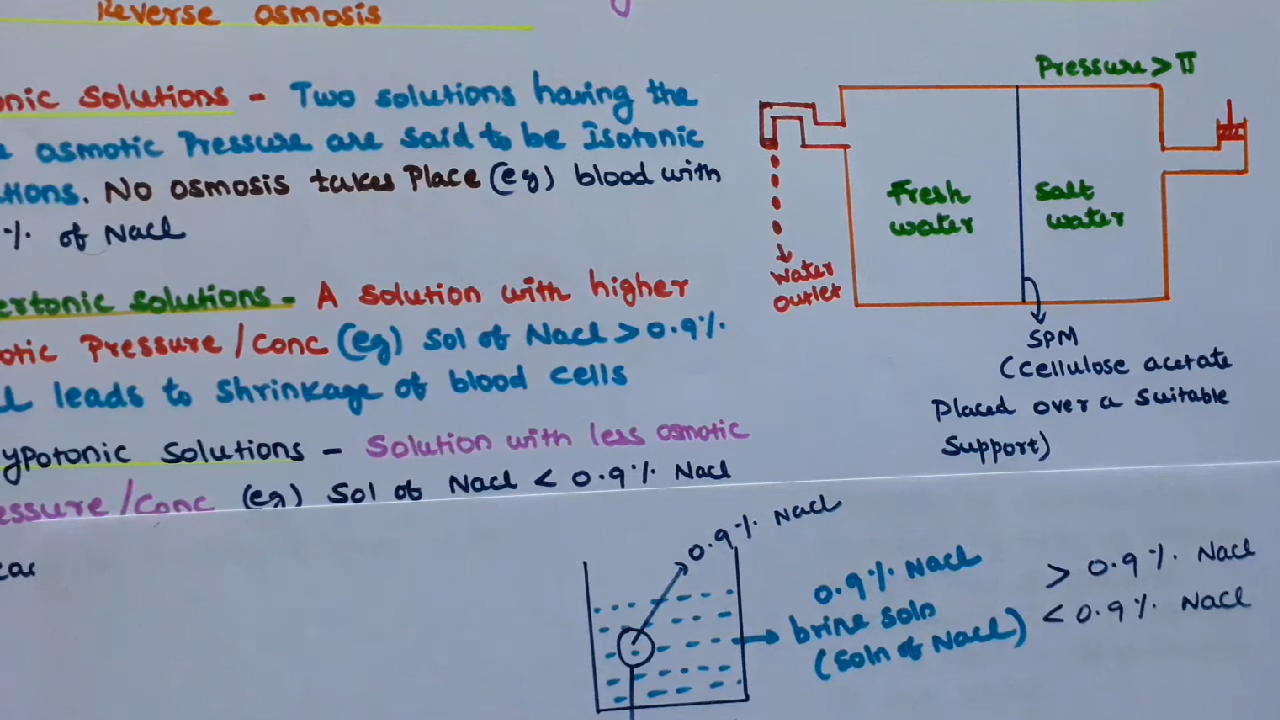 Reverse osmosis
onic solutions - Two solutions having the
osmotic Pressure are said to be Isotonic
tions. No osmosis takes Place (eg) blood with
% of Nacl
ertonic solutions - A solution with higher
otic Pressure/conc (eg) Sol of Nacl > 0.9%.
leads to shrinkage of blood cells
ypotonic solutions - Solution with less osmotic
essure/conc (eg) Sol of Nacl < 0.9% Nacl
Pressure > π
Fresh
water
Salt
water
water
outlet
SPM
(cellulose acetate
Placed over a suitable
support)
0.9% Nacl
0.9% Nacl
brine soln
(soln of Nacl)
> 0.9% Nacl
< 0.9% Nacl